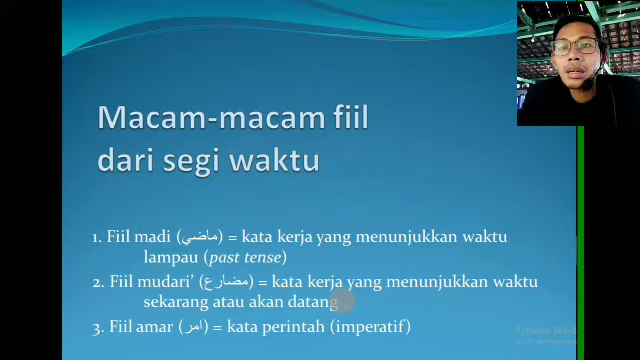 Macam-macam fiil
dari segi waktu
1. Fiil madi (ماضي) = kata kerja yang menunjukkan waktu
lampau (past tense)
2. Fiil mudari’ (مضارع) = kata kerja yang menunjukkan waktu
sekarang atau akan datang
3. Fiil amar (امر) = kata perintah (imperatif)
Activate Wind